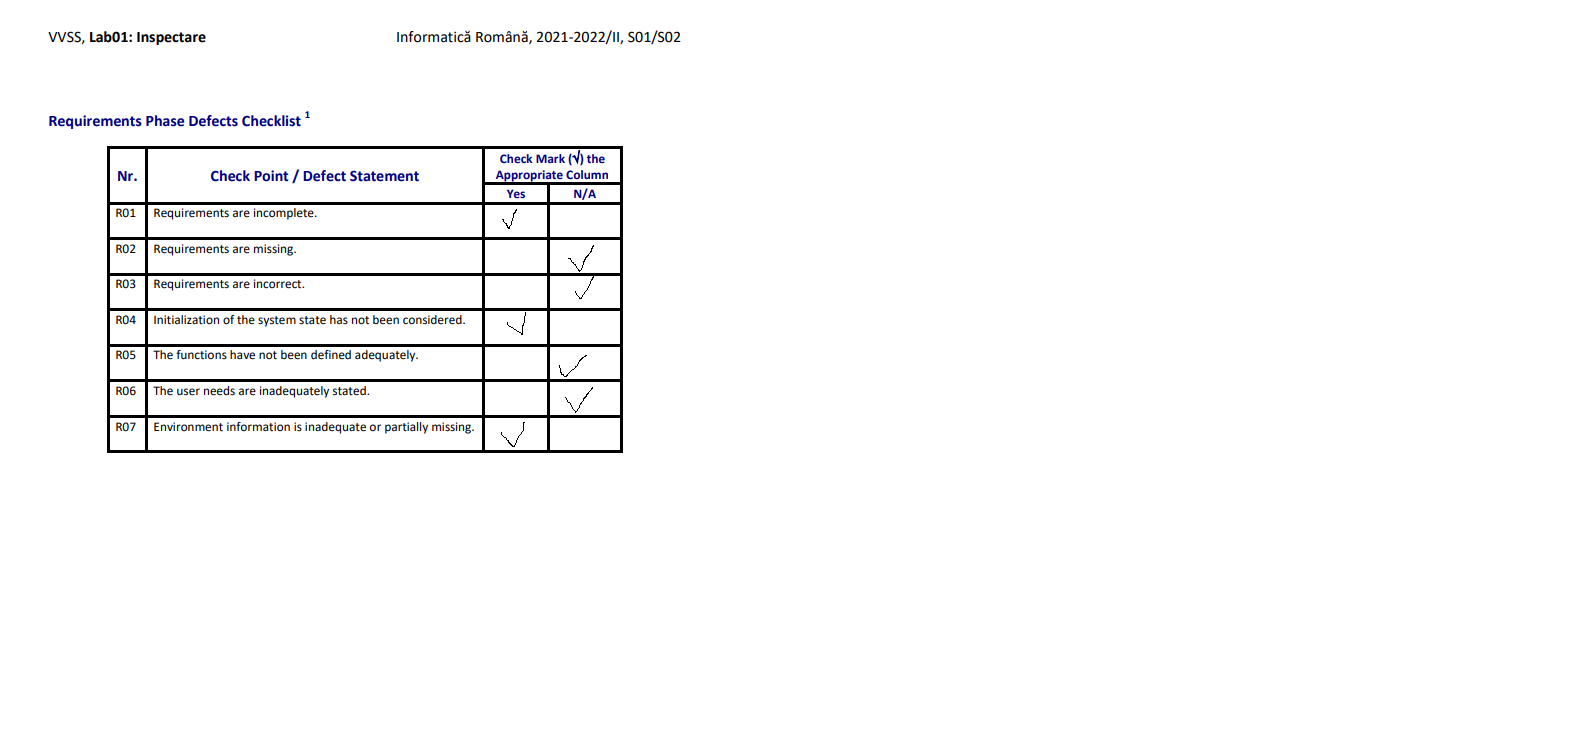 VVSS, Lab01: Inspectare Informatică Română, 2021-2022/II, S01/S02
Requirements Phase Defects Checklist 1
Nr. Check Point / Defect Statement Check Mark (√) the Appropriate Column
Yes N/A
R01 Requirements are incomplete. √
R02 Requirements are missing. √
R03 Requirements are incorrect. √
R04 Initialization of the system state has not been considered. √
R05 The functions have not been defined adequately. √
R06 The user needs are inadequately stated. √
R07 Environment information is inadequate or partially missing. √